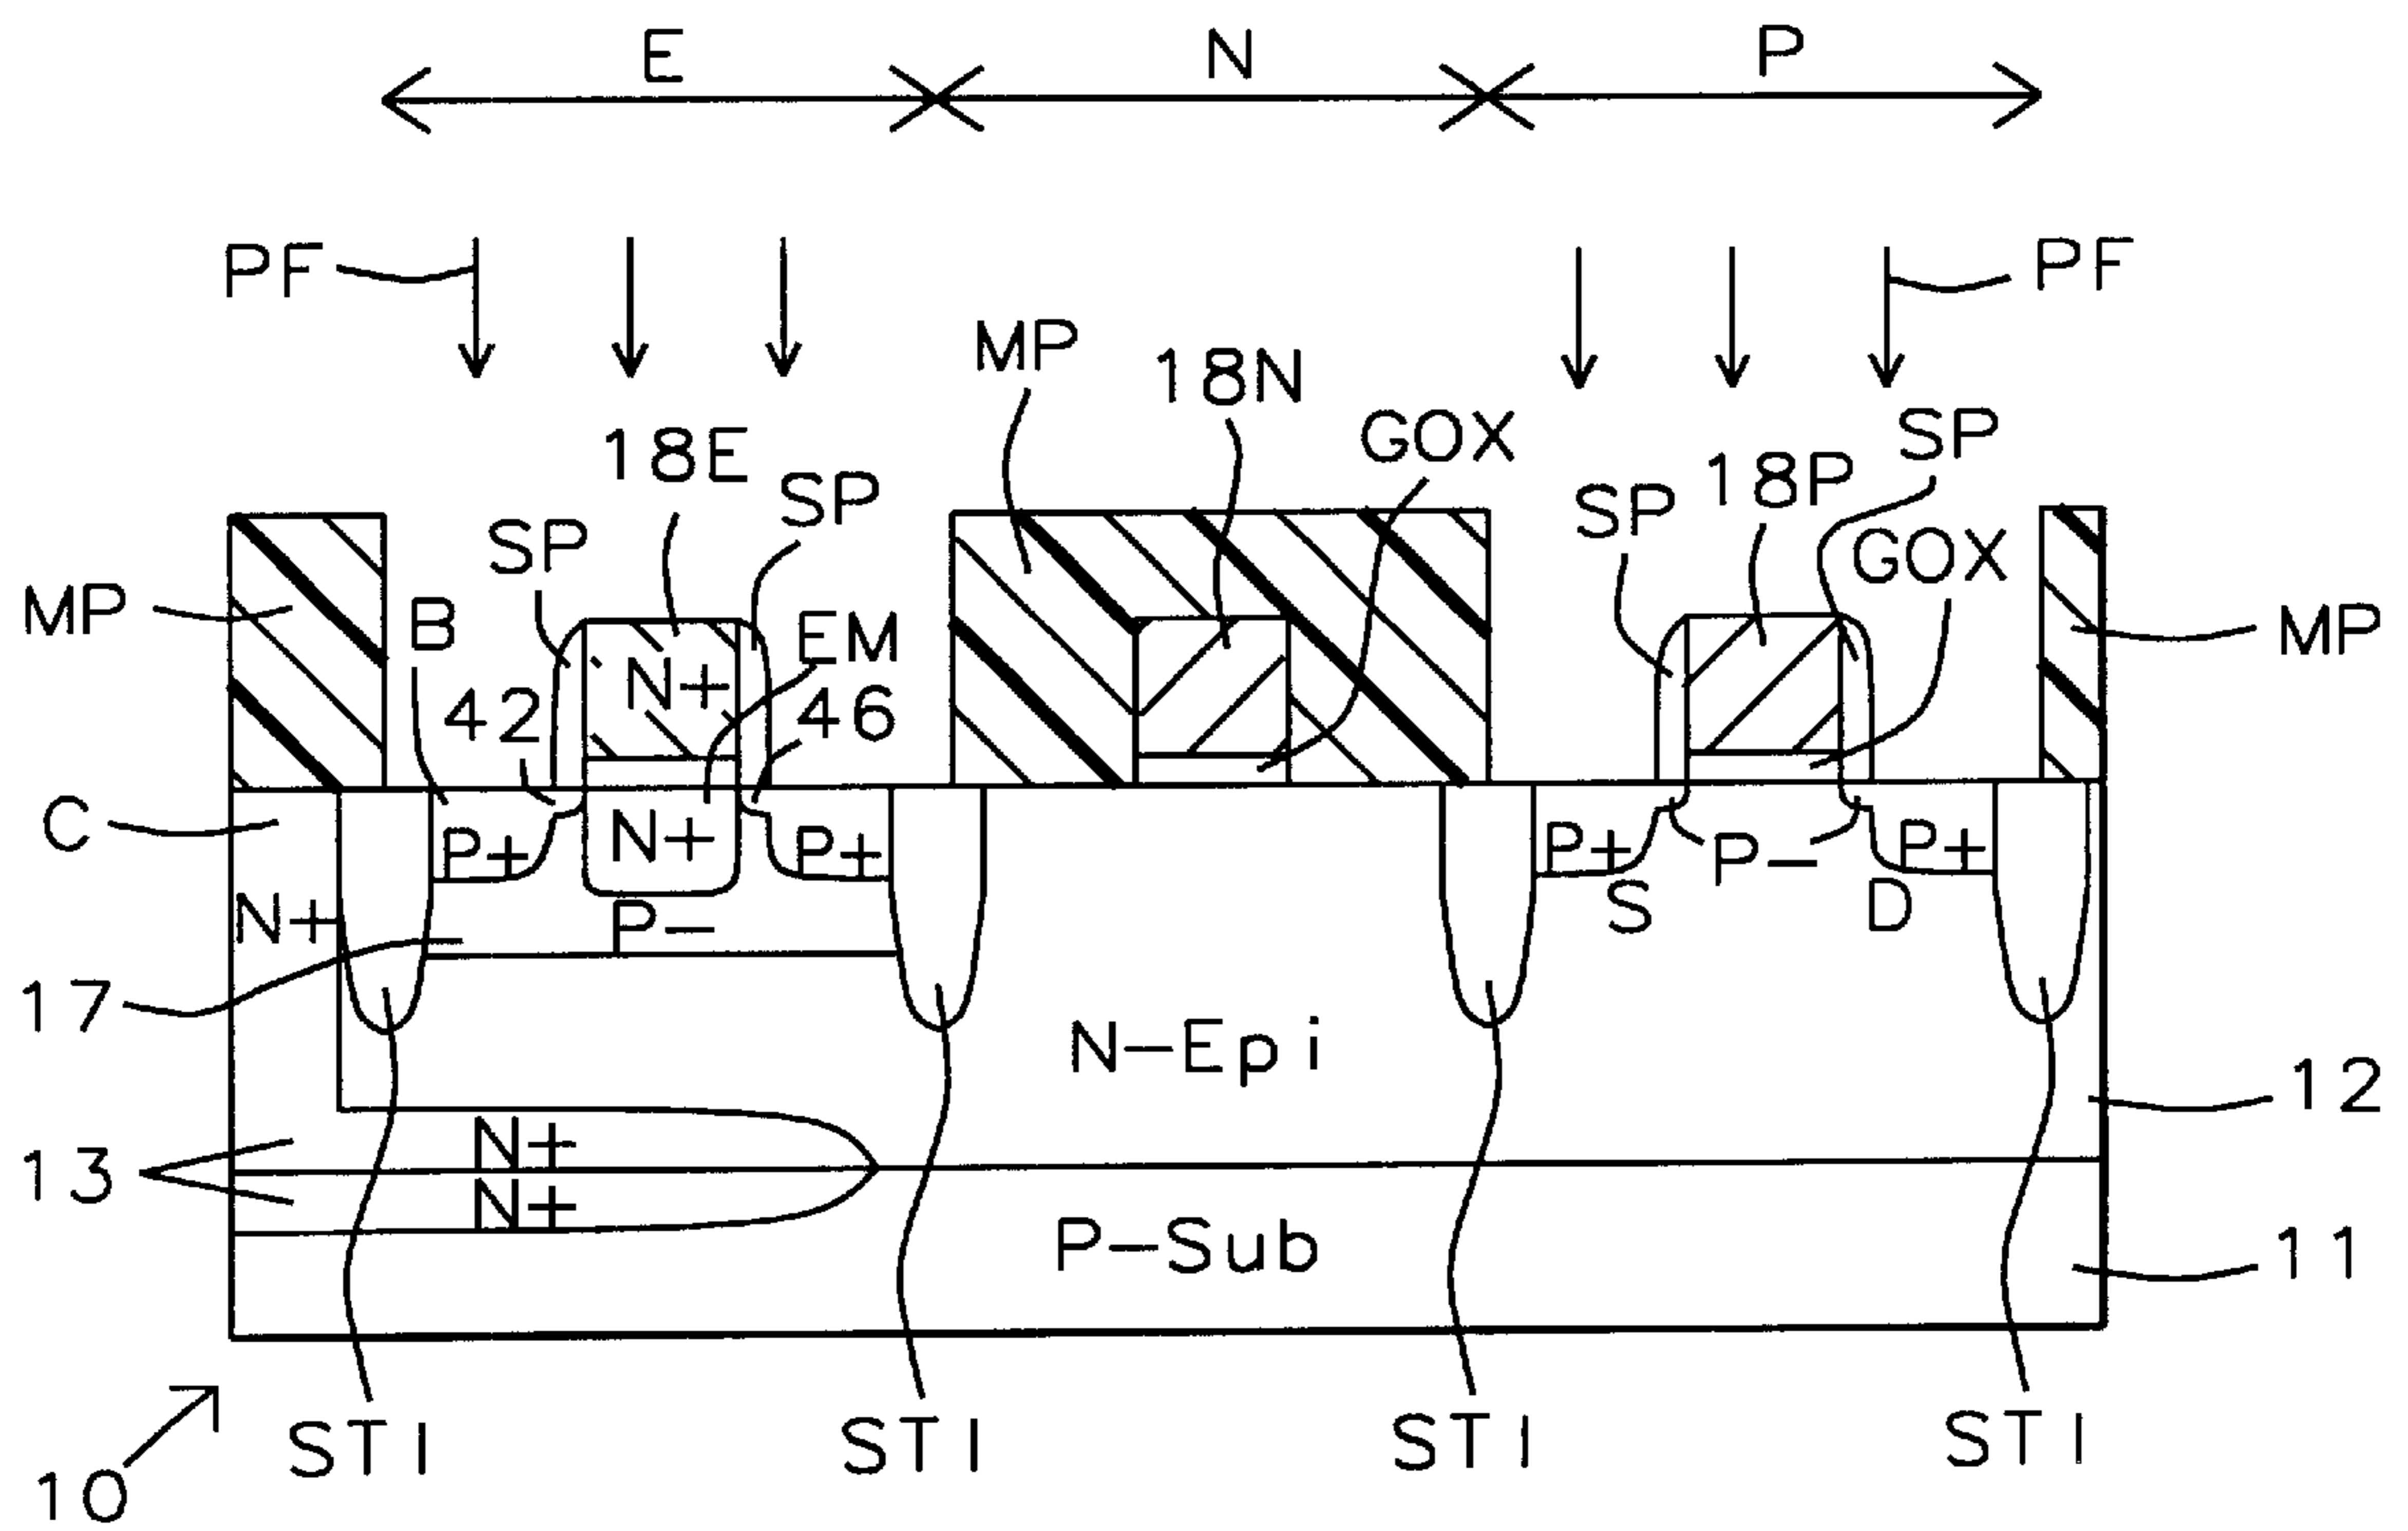 E N P
PF PF
MP 18N
GOX SP
18E SP 18P
SP SP
GOX
MP B EM MP
N+
42 46
C P+ N+ P+ P+ P- P+
S D
N+ P-
17
N-Epi
12
13 N+
N+
P-Sub
11
STI STI STI STI
10